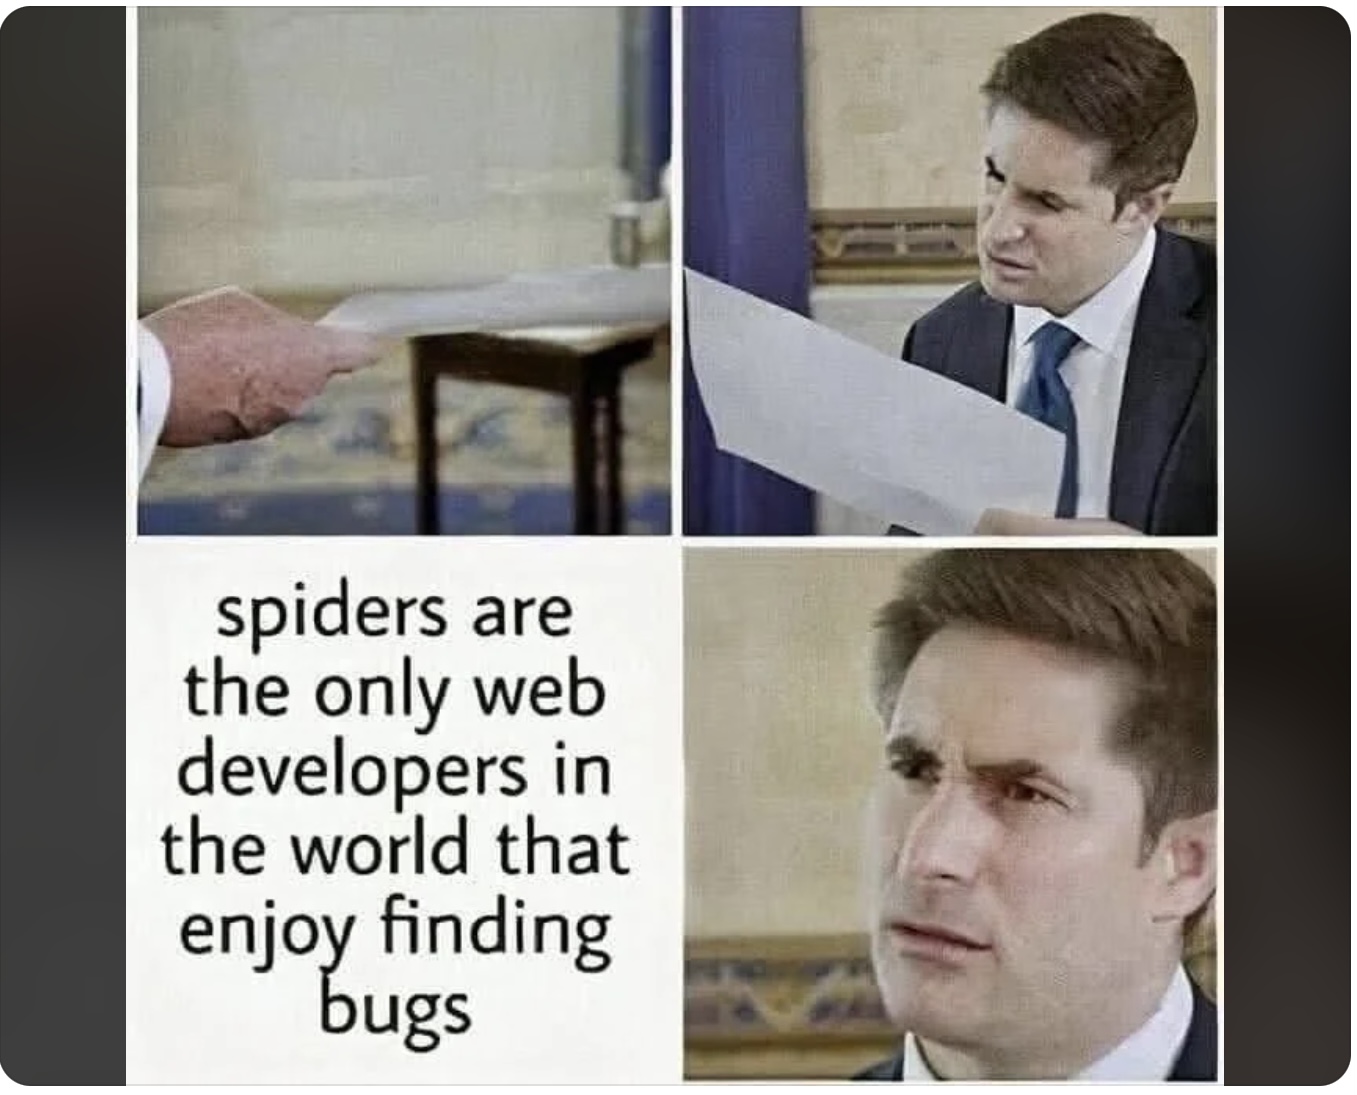 spiders are
the only web
developers in
the world that
enjoy finding
bugs